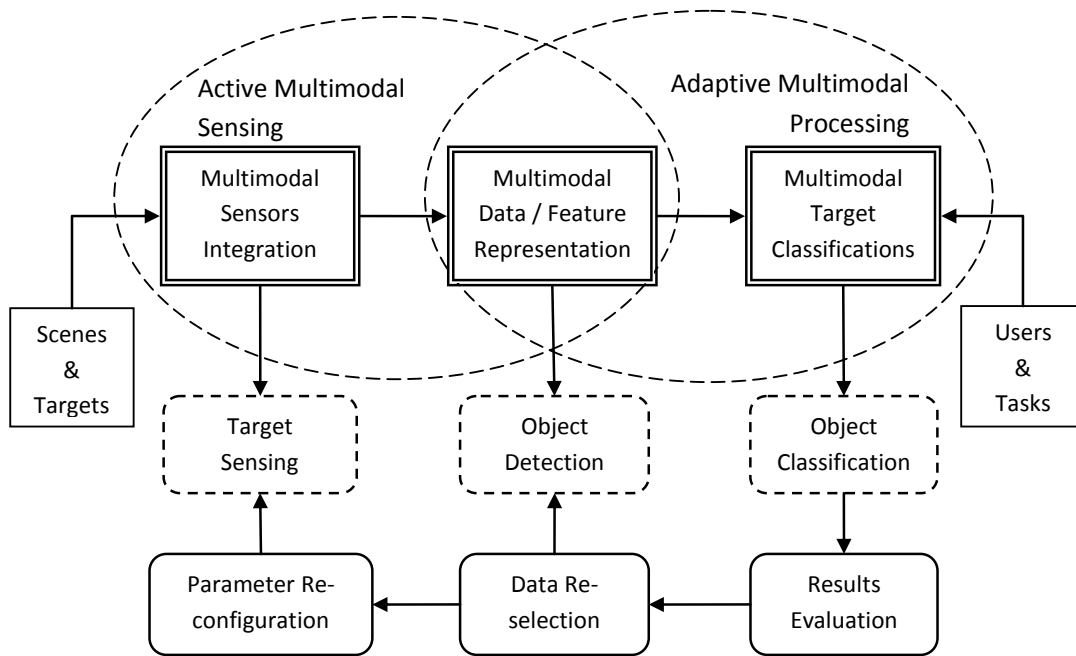 Active Multimodal
Sensing
Adaptive Multimodal
Processing
Multimodal
Sensors
Integration
Multimodal
Data / Feature
Representation
Multimodal
Target
Classifications
Scenes
&
Targets
Users
&
Tasks
Target
Sensing
Object
Detection
Object
Classification
Parameter Re-
configuration
Data Re-
selection
Results
Evaluation